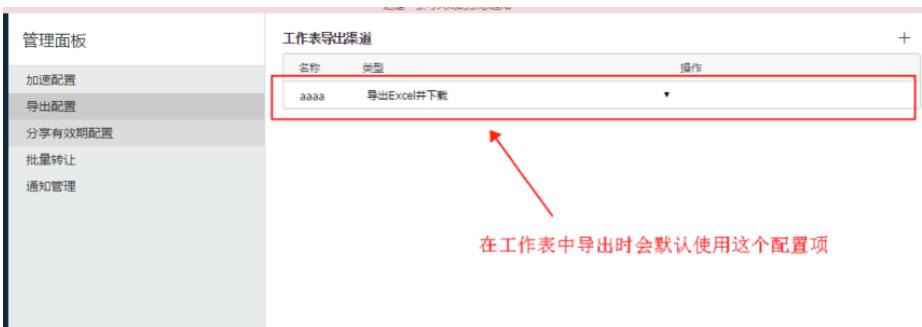 管理面板
加速配置
导出配置
分享有效期配置
批量转让
通知管理
工作表导出渠道
+
名称 类型 操作
aaaa 导出Excel并下载 ▼
在工作表中导出时会默认使用这个配置项